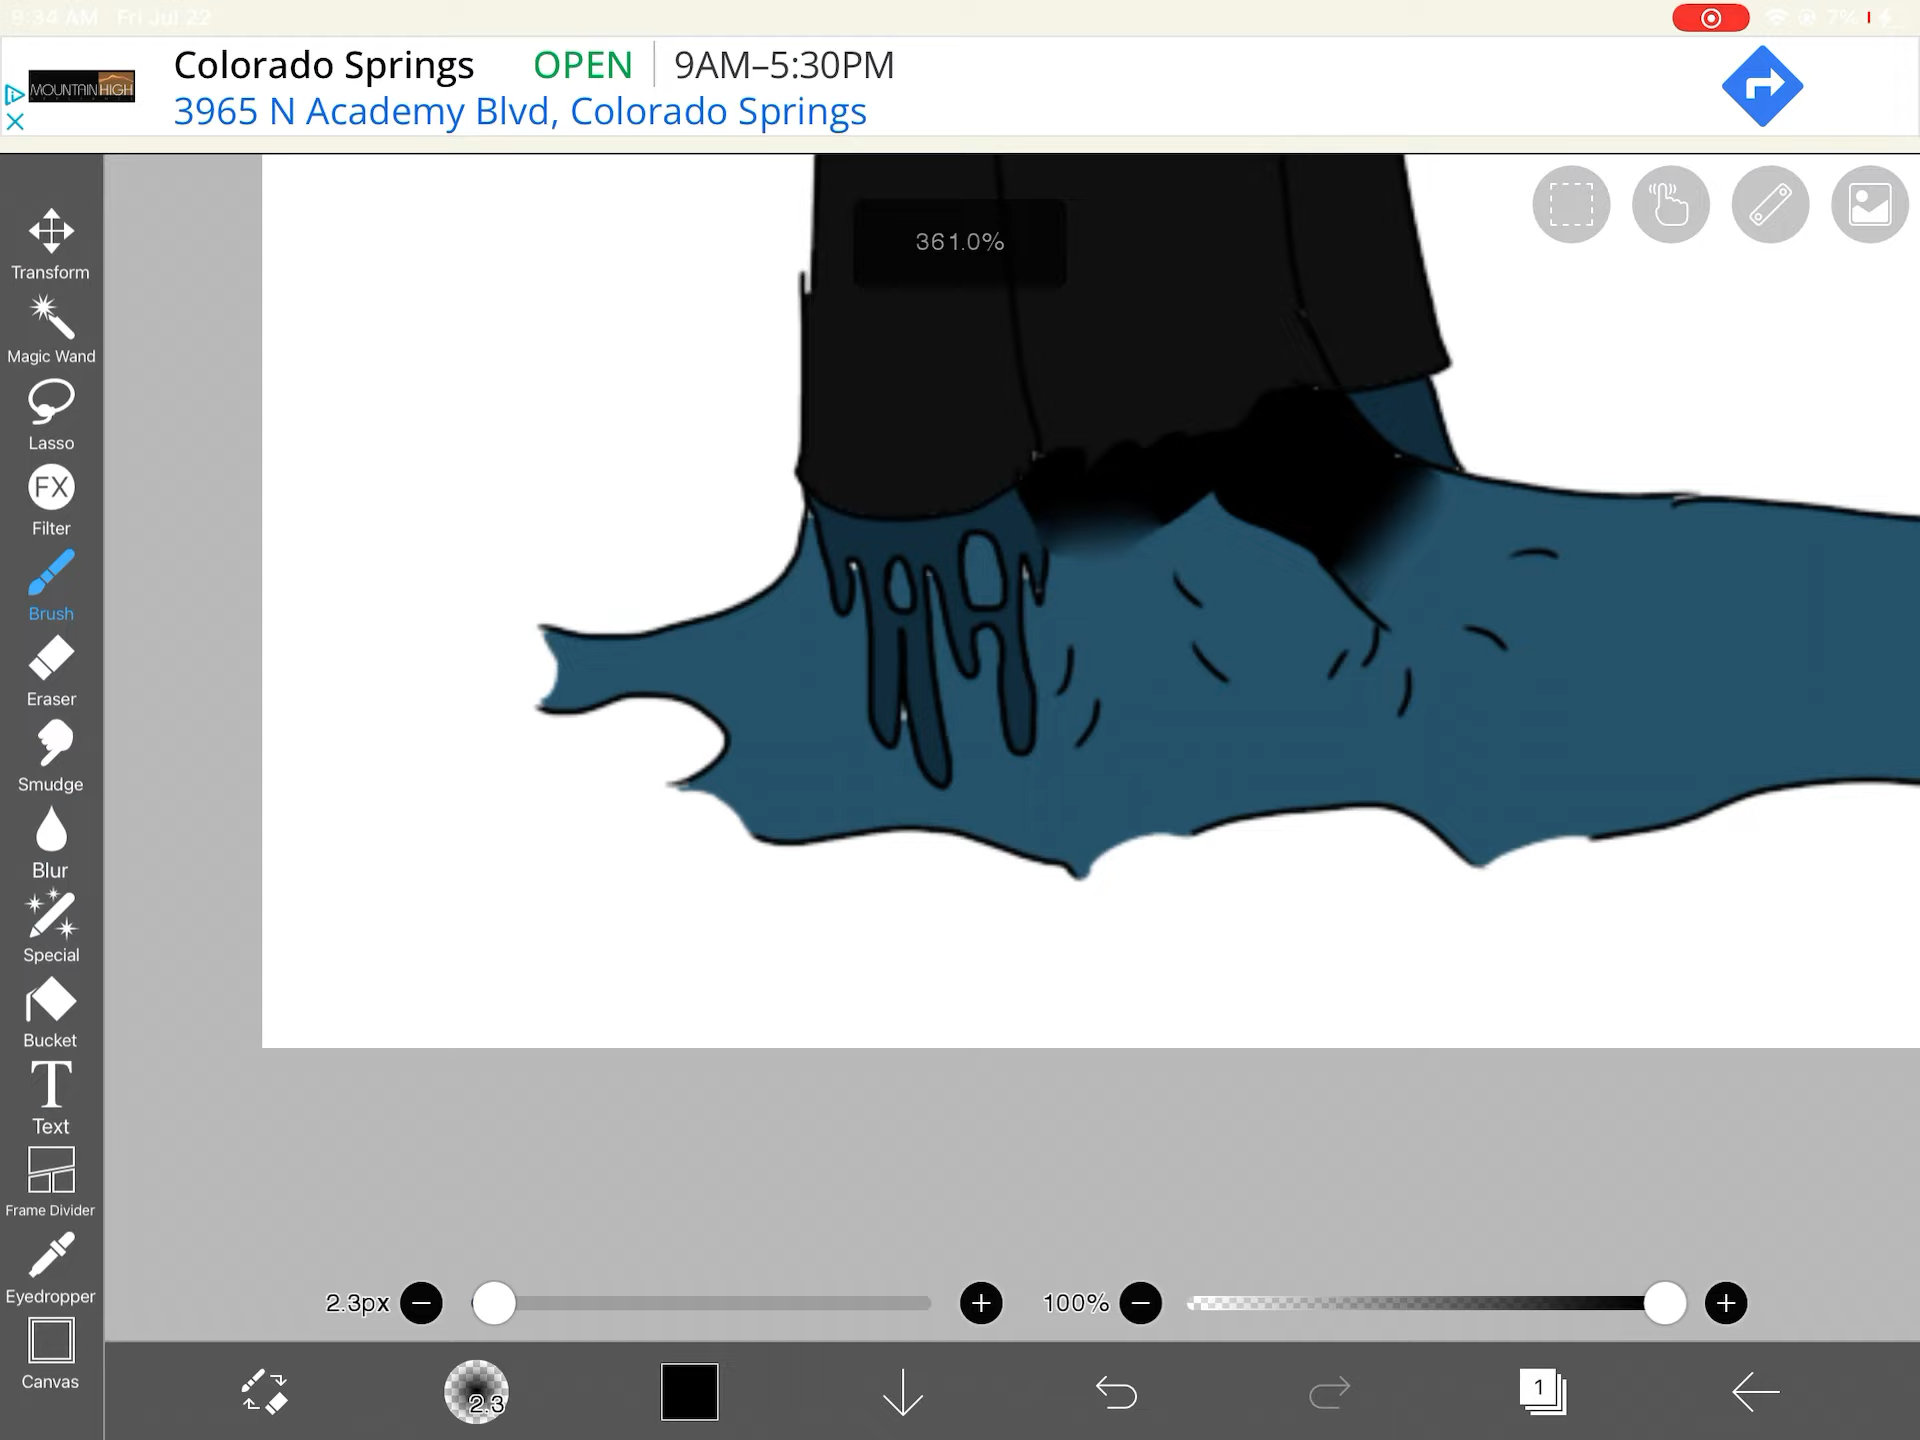 9:34 AM Fri Jul 22
7%
MOUNTAIN HIGH
Colorado Springs OPEN 9AM–5:30PM
3965 N Academy Blvd, Colorado Springs
361.0%
Transform
Magic Wand
Lasso
FX
Filter
Brush
Eraser
Smudge
Blur
Special
Bucket
T
Text
Frame Divider
Eyedropper
Canvas
2.3px
100%
2.3
1